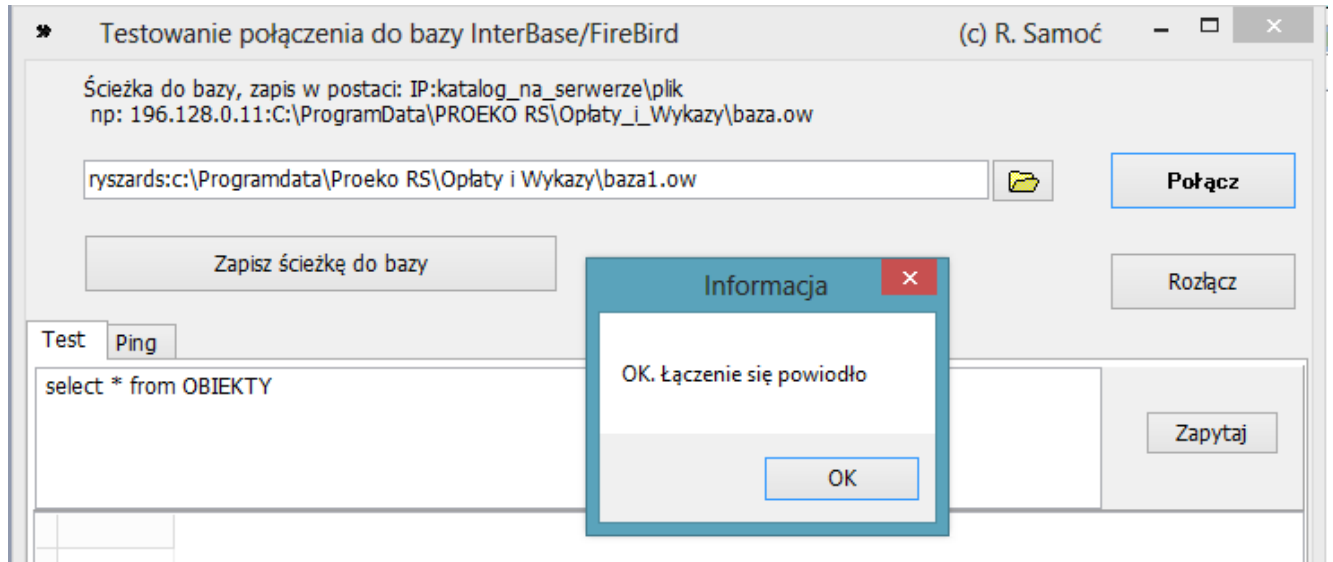 Testowanie połączenia do bazy InterBase/FireBird (c) R. Samoć
Ścieżka do bazy, zapis w postaci: IP:katalog_na_serwerze\plik
np: 196.128.0.11:C:\ProgramData\PROEKO RS\Opłaty_i_Wykazy\baza.ow
ryszards:c:\Programdata\Proeko RS\Opłaty i Wykazy\baza1.ow
Połącz
Zapisz ścieżkę do bazy
Rozłącz
Informacja
OK. Łączenie się powiodło
OK
Test Ping
select * from OBIEKTY
Zapytaj